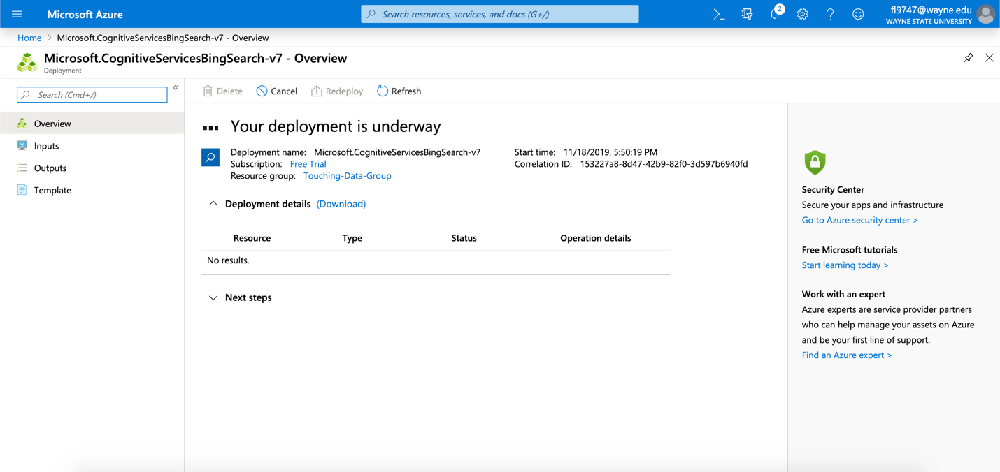 Microsoft Azure
Search resources, services, and docs (G+/)
2
fl9747@wayne.edu
WAYNE STATE UNIVERSITY
Home > Microsoft.CognitiveServicesBingSearch-v7 - Overview
Microsoft.CognitiveServicesBingSearch-v7 - Overview
Deployment
Search (Cmd+/)
«
Overview
Inputs
Outputs
Template
Delete Cancel Redeploy Refresh
Your deployment is underway
Deployment name: Microsoft.CognitiveServicesBingSearch-v7
Subscription: Free Trial
Resource group: Touching-Data-Group
Start time: 11/18/2019, 5:50:19 PM
Correlation ID: 153227a8-8d47-42b9-82f0-3d597b6940fd
Deployment details (Download)
Resource Type Status Operation details
No results.
Next steps
Security Center
Secure your apps and infrastructure
Go to Azure security center >
Free Microsoft tutorials
Start learning today >
Work with an expert
Azure experts are service provider partners
who can help manage your assets on Azure
and be your first line of support.
Find an Azure expert >